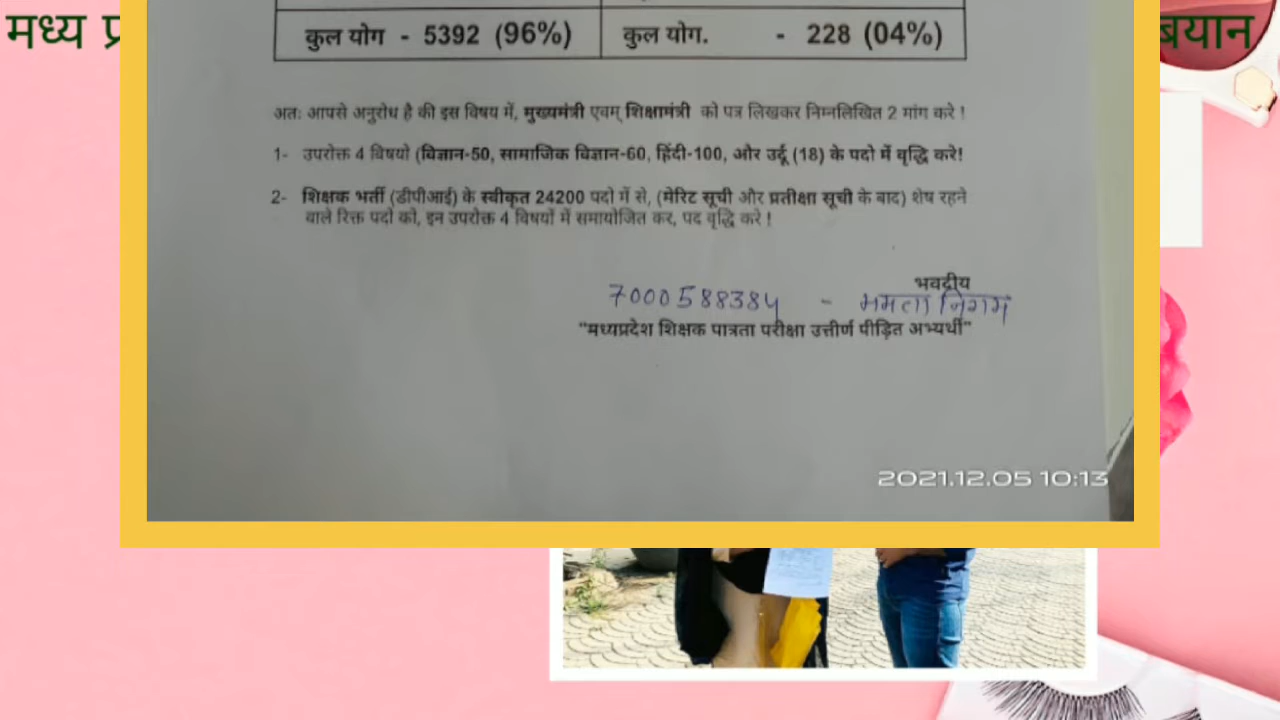 मध्य प्र
बयान
कुल योग - 5392 (96%) कुल योग. - 228 (04%)
अतः आपसे अनुरोध है की इस विषय में, मुख्यमंत्री एवम् शिक्षामंत्री को पत्र लिखकर निम्नलिखित 2 मांग करे !
1- उपरोक्त 4 विषयों (विज्ञान-50, सामाजिक विज्ञान-60, हिंदी-100, और उर्दू (18) के पदो में वृद्धि करे!
2- शिक्षक भर्ती (डीपीआई) के स्वीकृत 24200 पदो में से, (मेरिट सूची और प्रतीक्षा सूची के बाद) शेष रहने
वाले रिक्त पदो को, इन उपरोक्त 4 विषयों में समायोजित कर, पद वृद्धि करे !
भवदीय
7000588384 - ममता निगम
"मध्यप्रदेश शिक्षक पात्रता परीक्षा उत्तीर्ण पीड़ित अभ्यर्थी"
2021.12.05 10:13